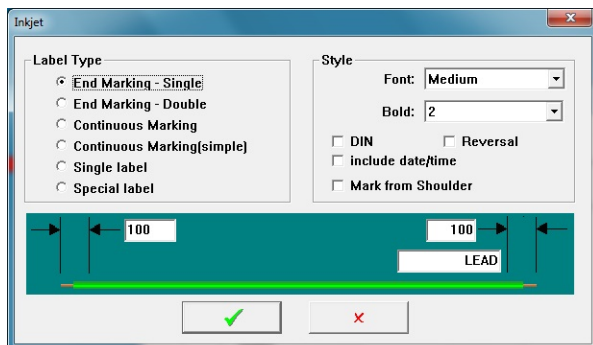 Inkjet
Label Type
End Marking - Single
End Marking - Double
Continuous Marking
Continuous Marking(simple)
Single label
Special label
Style
Font: Medium
Bold: 2
DIN Reversal
include date/time
Mark from Shoulder
100 100
LEAD